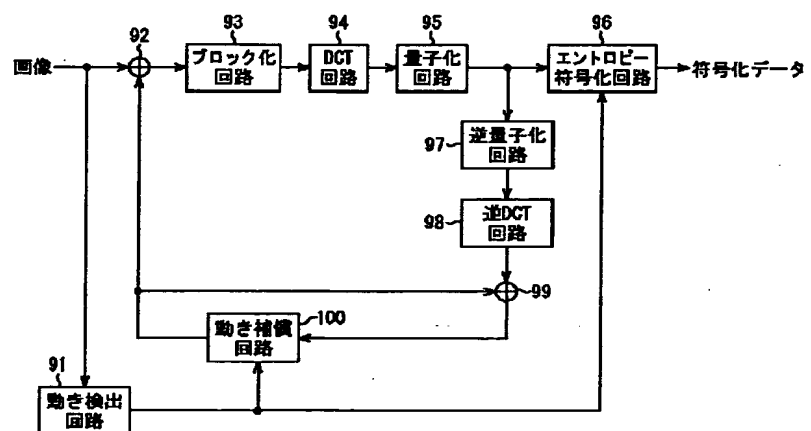 92
93
94
95
96
画像
ブロック化
回路
DCT
回路
量子化
回路
エントロピー
符号化回路
符号化データ
97
逆量子化
回路
98
逆DCT
回路
99
100
動き補償
回路
91
動き検出
回路